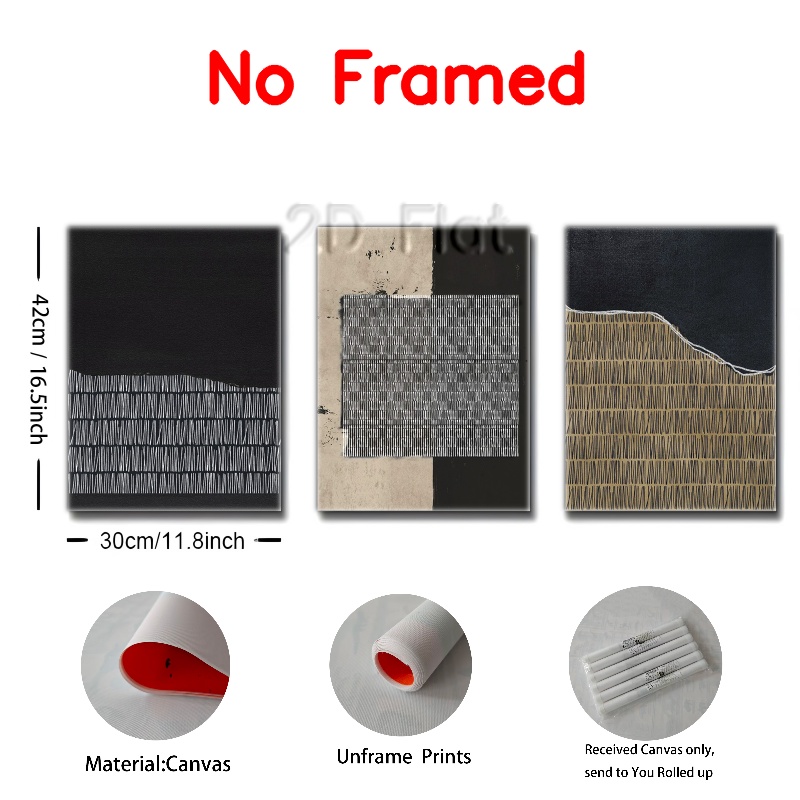 No Framed
2D Flat
42cm / 16.5inch
30cm/11.8inch
Material:Canvas
Unframe Prints
Received Canvas only,
send to You Rolled up